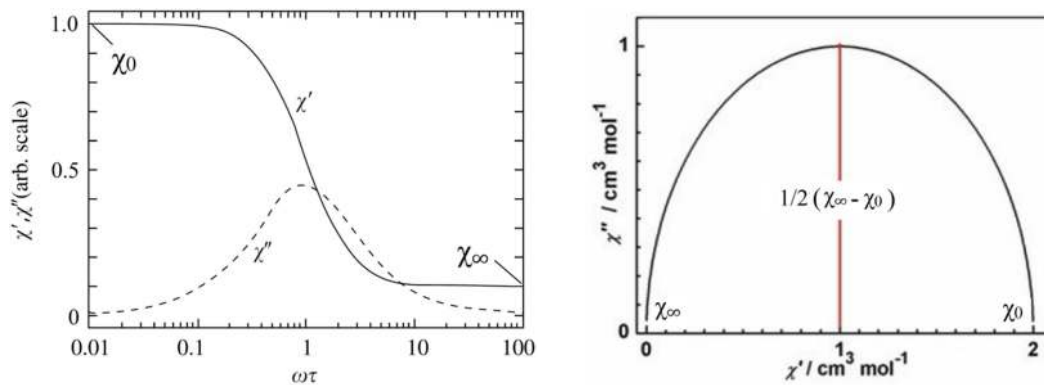 1.0
0.5
0
χ′,χ″(arb. scale)
χ0
χ′
χ″
χ∞
0.01
0.1
1
10
100
ωτ
1
0
χ″ / cm³ mol⁻¹
1/2 (χ∞ - χ0)
χ∞
χ0
0
1
2
χ′/ cm³ mol⁻¹